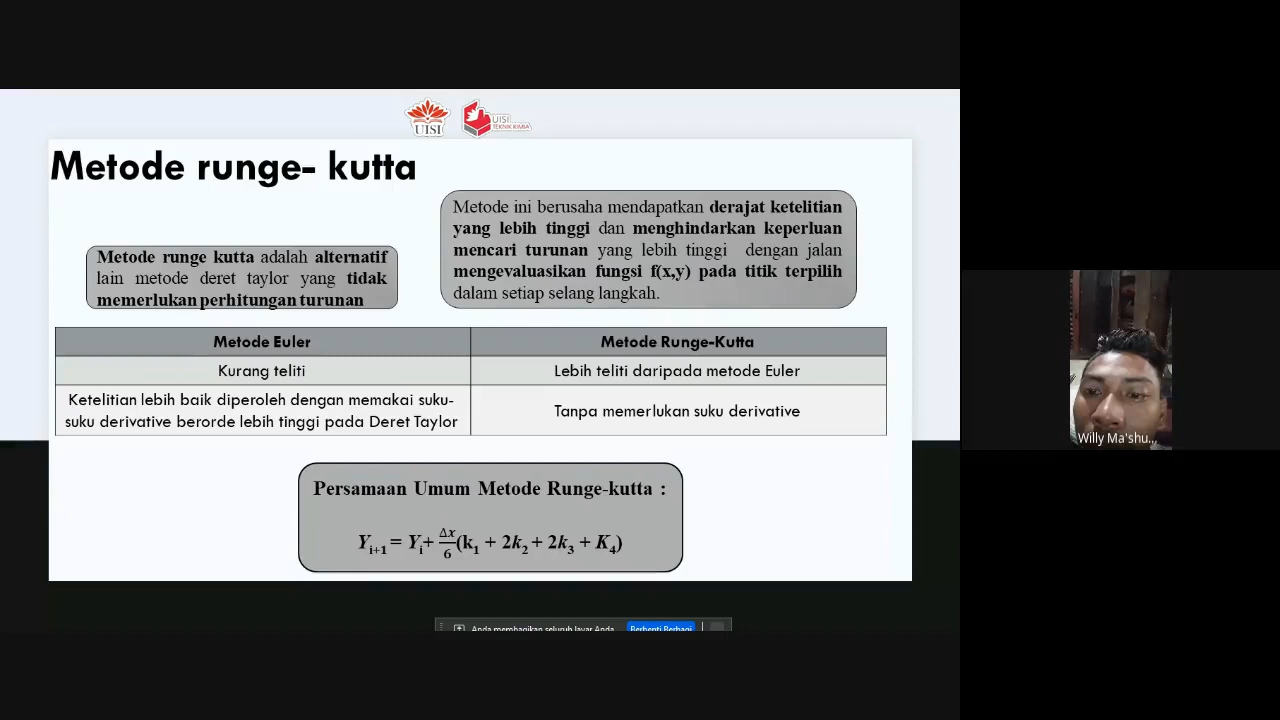 UISI
UISI
TEKNIK KIMIA
Metode runge- kutta
Metode runge kutta adalah alternatif
lain metode deret taylor yang tidak
memerlukan perhitungan turunan
Metode ini berusaha mendapatkan derajat ketelitian
yang lebih tinggi dan menghindarkan keperluan
mencari turunan yang lebih tinggi dengan jalan
mengevaluasikan fungsi f(x,y) pada titik terpilih
dalam setiap selang langkah.
Metode Euler
Metode Runge-Kutta
Kurang teliti
Lebih teliti daripada metode Euler
Ketelitian lebih baik diperoleh dengan memakai suku-
suku derivative berorde lebih tinggi pada Deret Taylor
Tanpa memerlukan suku derivative
Persamaan Umum Metode Runge-kutta :
Yi+1 = Yi+ Δx/6 (k1 + 2k2 + 2k3 + K4)
Anda membagikan seluruh layar Anda.
Berhenti Berbagi
Willy Ma'shu...